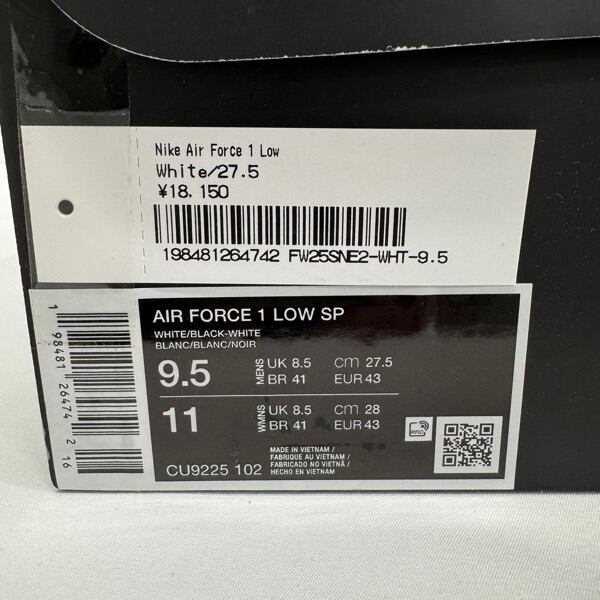 Nike Air Force 1 Low
White/27.5
¥18,150
198481264742 FW25SNE2-WHT-9.5
AIR FORCE 1 LOW SP
WHITE/BLACK-WHITE
BLANC/BLANC/NOIR
9.5 MENS UK 8.5 CM 27.5
BR 41 EUR 43
11 WMNS UK 8.5 CM 28
BR 41 EUR 43
RFID
MADE IN VIETNAM /
FABRIQUE AU VIETNAM /
FABRICADO NO VIETNÃ /
HECHO EN VIETNAM
CU9225 102
1 98481 26474 2 16